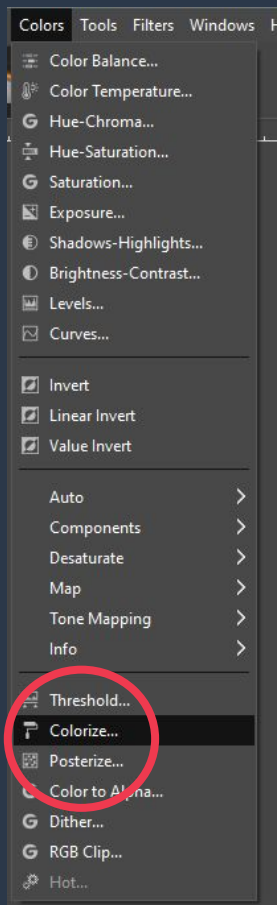 Colors Tools Filters Windows H
Color Balance...
Color Temperature...
Hue-Chroma...
Hue-Saturation...
Saturation...
Exposure...
Shadows-Highlights...
Brightness-Contrast...
Levels...
Curves...
Invert
Linear Invert
Value Invert
Auto
Components
Desaturate
Map
Tone Mapping
Info
Threshold...
Colorize...
Posterize...
Color to Alpha...
Dither...
RGB Clip...
Hot...